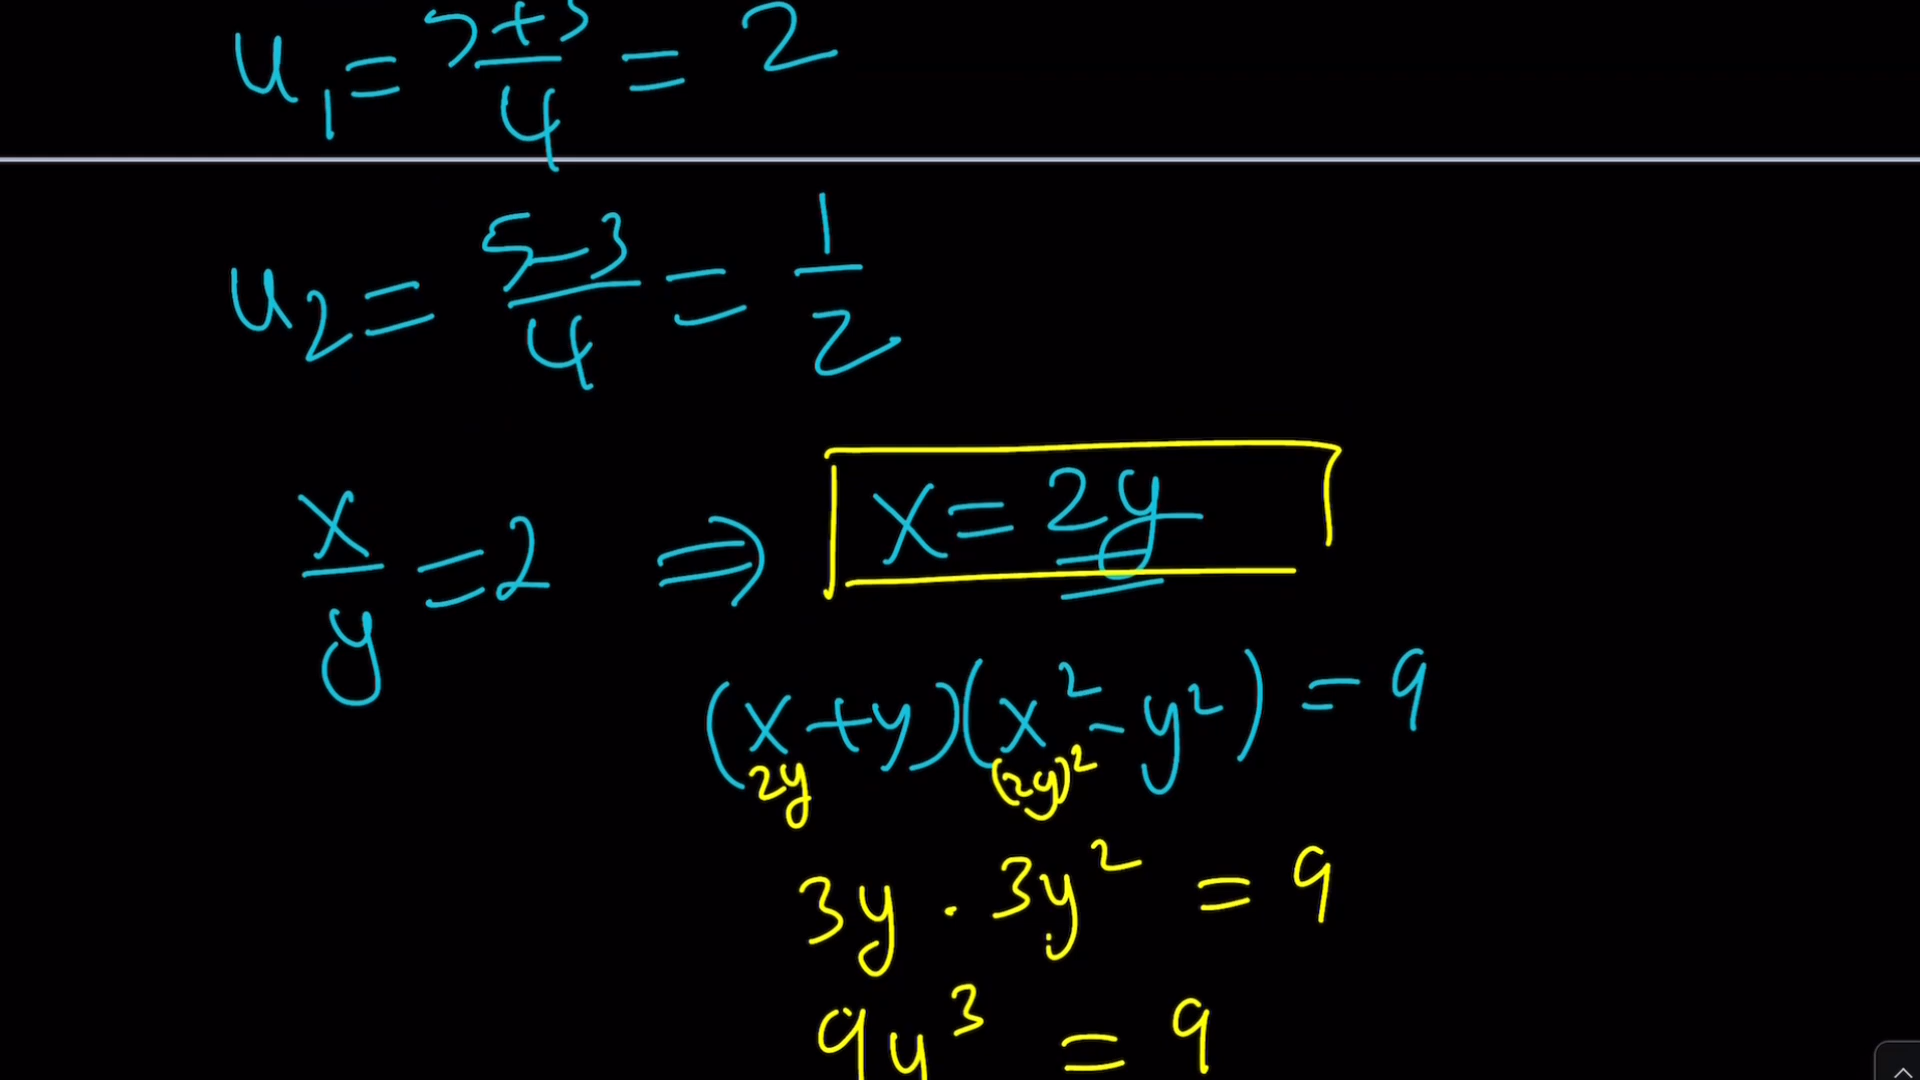 u₁ = 5+3/4 = 2
u₂ = 5-3/4 = 1/2
x/y = 2 ⇒ x = 2y
(x+y)(x²-y²) = 9
2y (2y)²
3y · 3y² = 9
9y³ = 9